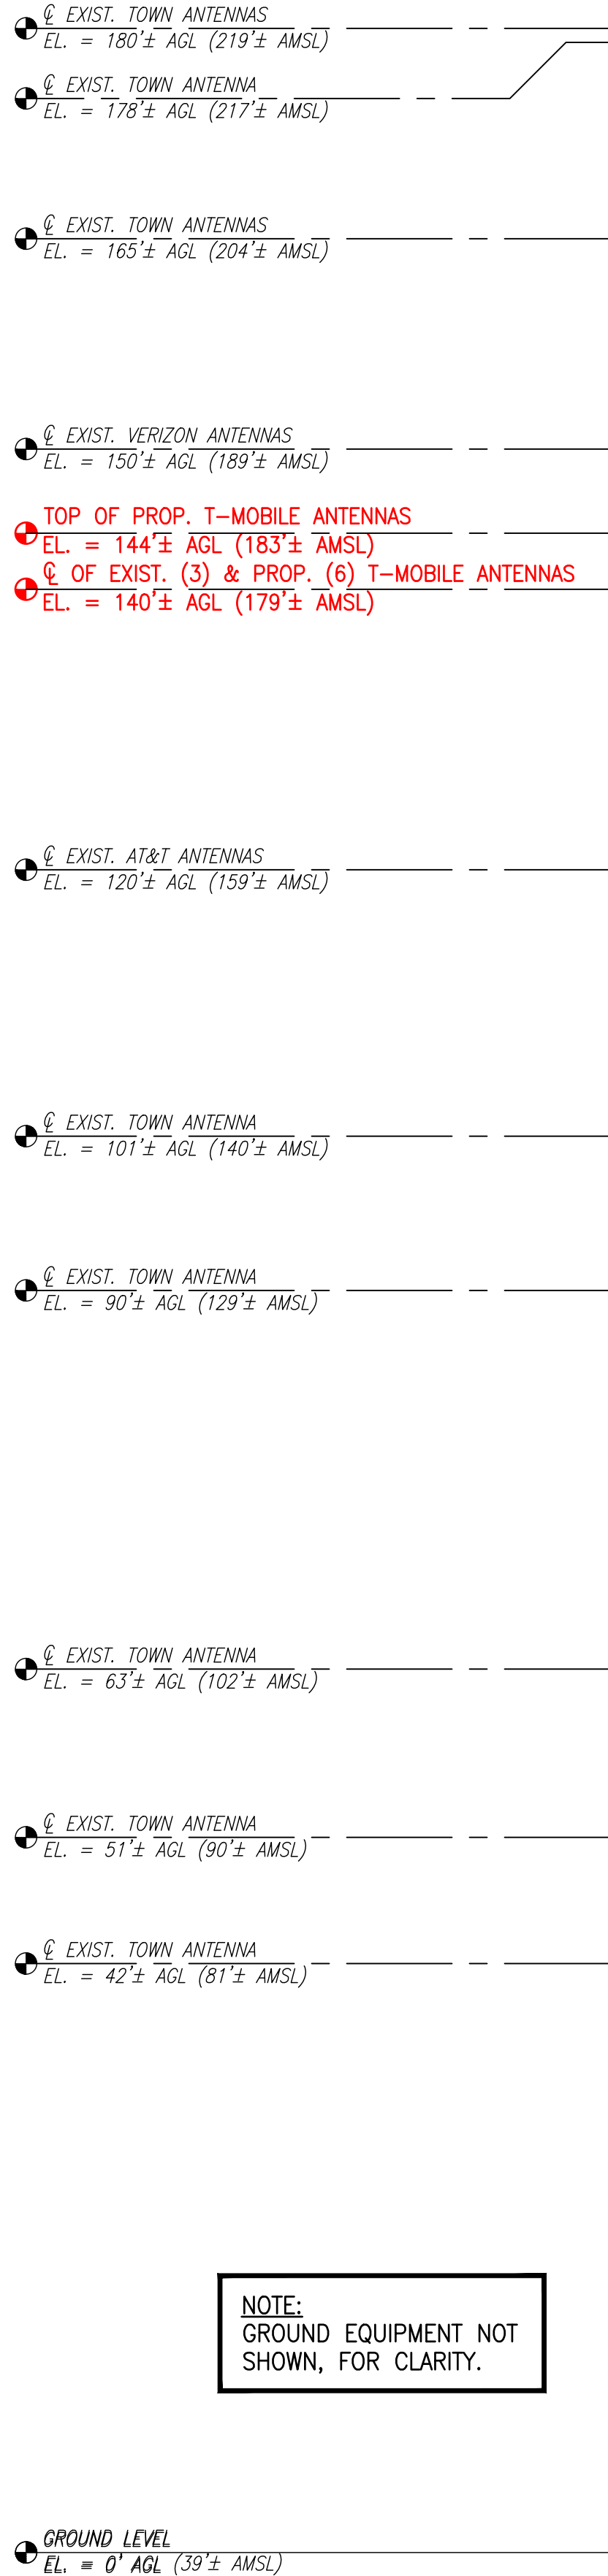 ℄ EXIST. TOWN ANTENNAS
EL. = 180'± AGL (219'± AMSL)
℄ EXIST. TOWN ANTENNA
EL. = 178'± AGL (217'± AMSL)
℄ EXIST. TOWN ANTENNAS
EL. = 165'± AGL (204'± AMSL)
℄ EXIST. VERIZON ANTENNAS
EL. = 150'± AGL (189'± AMSL)
TOP OF PROP. T-MOBILE ANTENNAS
EL. = 144'± AGL (183'± AMSL)
℄ OF EXIST. (3) & PROP. (6) T-MOBILE ANTENNAS
EL. = 140'± AGL (179'± AMSL)
℄ EXIST. AT&T ANTENNAS
EL. = 120'± AGL (159'± AMSL)
℄ EXIST. TOWN ANTENNA
EL. = 101'± AGL (140'± AMSL)
℄ EXIST. TOWN ANTENNA
EL. = 90'± AGL (129'± AMSL)
℄ EXIST. TOWN ANTENNA
EL. = 63'± AGL (102'± AMSL)
℄ EXIST. TOWN ANTENNA
EL. = 51'± AGL (90'± AMSL)
℄ EXIST. TOWN ANTENNA
EL. = 42'± AGL (81'± AMSL)
NOTE:
GROUND EQUIPMENT NOT
SHOWN, FOR CLARITY.
GROUND LEVEL
EL. = 0' AGL (39'± AMSL)